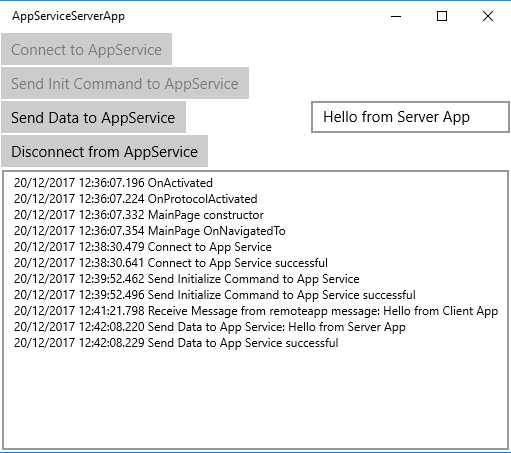 AppServiceServerApp
Connect to AppService
Send Init Command to AppService
Send Data to AppService
Hello from Server App
Disconnect from AppService
20/12/2017 12:36:07.196 OnActivated
20/12/2017 12:36:07.224 OnProtocolActivated
20/12/2017 12:36:07.332 MainPage constructor
20/12/2017 12:36:07.354 MainPage OnNavigatedTo
20/12/2017 12:38:30.479 Connect to App Service
20/12/2017 12:38:30.641 Connect to App Service successful
20/12/2017 12:39:52.462 Send Initialize Command to App Service
20/12/2017 12:39:52.496 Send Initialize Command to App Service successful
20/12/2017 12:41:21.798 Receive Message from remoteapp message: Hello from Client App
20/12/2017 12:42:08.220 Send Data to App Service: Hello from Server App
20/12/2017 12:42:08.229 Send Data to App Service successful